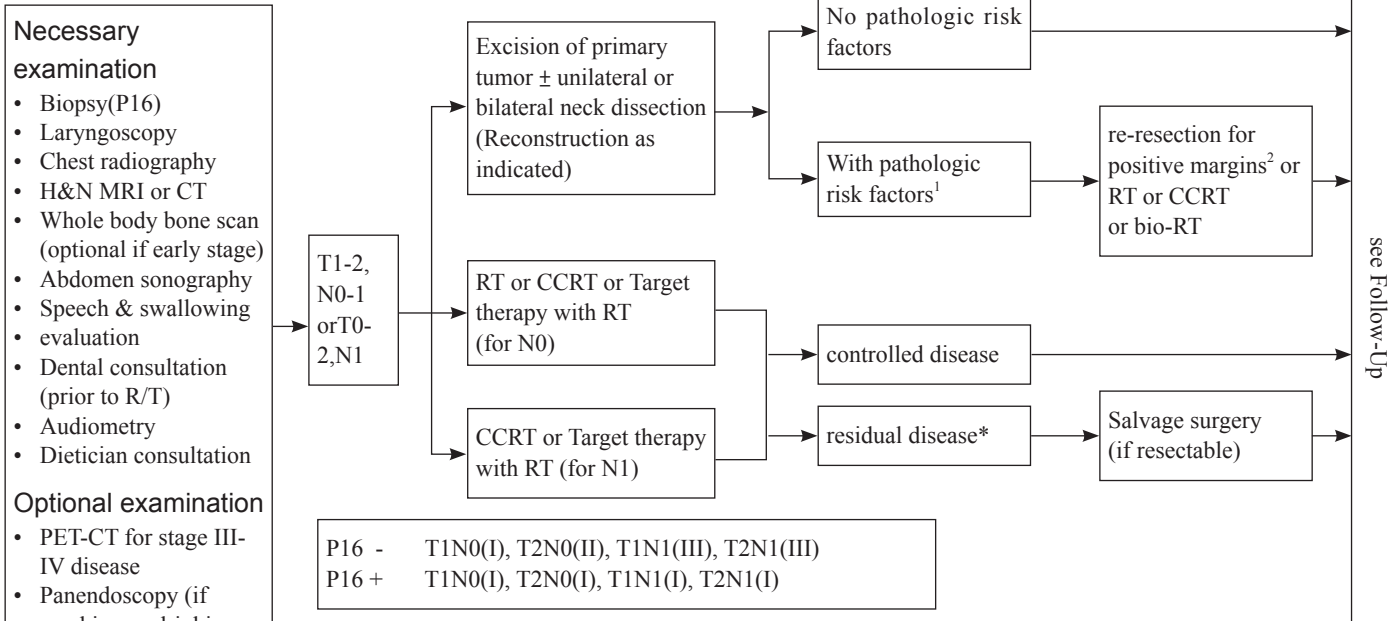 Necessary
examination
• Biopsy(P16)
• Laryngoscopy
• Chest radiography
• H&N MRI or CT
• Whole body bone scan
(optional if early stage)
• Abdomen sonography
• Speech & swallowing
• evaluation
• Dental consultation
(prior to R/T)
• Audiometry
• Dietician consultation
Optional examination
• PET-CT for stage III-
IV disease
• Panendoscopy (if
T1-2,
N0-1
orT0-
2,N1
Excision of primary
tumor ± unilateral or
bilateral neck dissection
(Reconstruction as
indicated)
RT or CCRT or Target
therapy with RT
(for N0)
CCRT or Target therapy
with RT (for N1)
No pathologic risk
factors
With pathologic
risk factors¹
re-resection for
positive margins² or
RT or CCRT
or bio-RT
controlled disease
residual disease*
Salvage surgery
(if resectable)
see Follow-Up
P16 - T1N0(I), T2N0(II), T1N1(III), T2N1(III)
P16 + T1N0(I), T2N0(I), T1N1(I), T2N1(I)